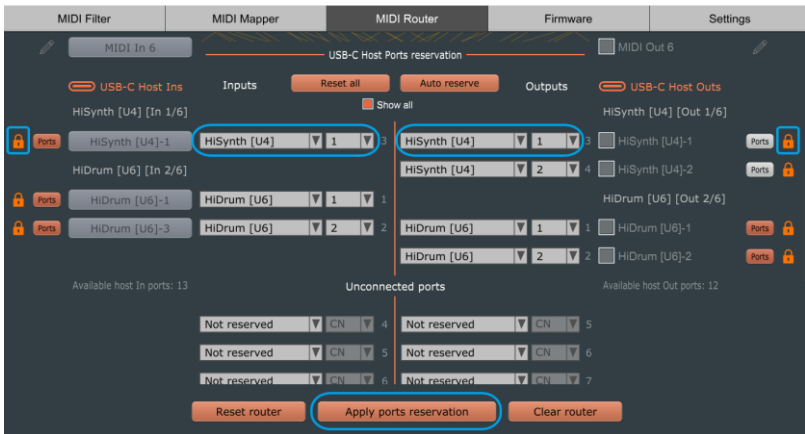 MIDI Filter MIDI Mapper MIDI Router Firmware Settings
MIDI In 6 USB-C Host Ports reservation MIDI Out 6
USB-C Host Ins Inputs Reset all Auto reserve Outputs USB-C Host Outs
Show all
HiSynth [U4] [In 1/6] HiSynth [U4] [Out 1/6]
Ports HiSynth [U4]-1 HiSynth [U4] 1 3 HiSynth [U4] 1 3 HiSynth [U4]-1 Ports
HiDrum [U6] [In 2/6] HiSynth [U4] 2 4 HiSynth [U4]-2 Ports
Ports HiDrum [U6]-1 HiDrum [U6] 1 1 HiDrum [U6] [Out 2/6]
Ports HiDrum [U6]-3 HiDrum [U6] 2 2 HiDrum [U6] 1 1 HiDrum [U6]-1 Ports
HiDrum [U6] 2 2 HiDrum [U6]-2 Ports
Available host In ports: 13 Unconnected ports Available host Out ports: 12
Not reserved CN 4 Not reserved CN 5
Not reserved CN 5 Not reserved CN 6
Not reserved CN 6 Not reserved CN 7
Reset router Apply ports reservation Clear router